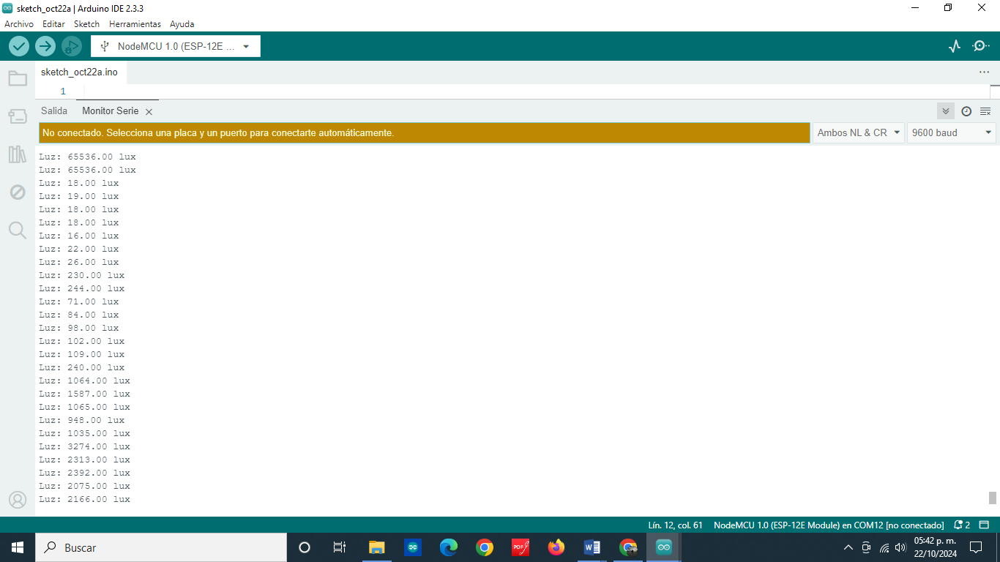 sketch_oct22a | Arduino IDE 2.3.3
Archivo Editar Sketch Herramientas Ayuda
NodeMCU 1.0 (ESP-12E ...
sketch_oct22a.ino
1
Salida Monitor Serie
No conectado. Selecciona una placa y un puerto para conectarte automáticamente.
Ambos NL & CR
9600 baud
Luz: 65536.00 lux
Luz: 65536.00 lux
Luz: 18.00 lux
Luz: 19.00 lux
Luz: 18.00 lux
Luz: 18.00 lux
Luz: 16.00 lux
Luz: 22.00 lux
Luz: 26.00 lux
Luz: 230.00 lux
Luz: 244.00 lux
Luz: 71.00 lux
Luz: 84.00 lux
Luz: 98.00 lux
Luz: 102.00 lux
Luz: 109.00 lux
Luz: 240.00 lux
Luz: 1064.00 lux
Luz: 1587.00 lux
Luz: 1065.00 lux
Luz: 948.00 lux
Luz: 1035.00 lux
Luz: 3274.00 lux
Luz: 2313.00 lux
Luz: 2392.00 lux
Luz: 2075.00 lux
Luz: 2166.00 lux
Lín. 12, col. 61 NodeMCU 1.0 (ESP-12E Module) en COM12 [no conectado] 2
Buscar
PDF
W
05:42 p. m.
22/10/2024